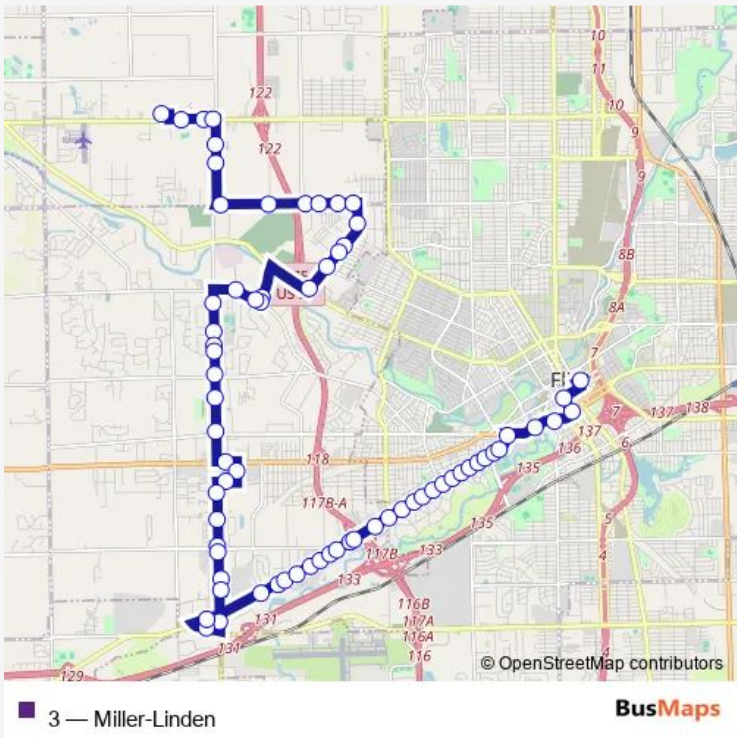 10
11
122
10
9
122
9
8B
US
8A
7
Fl
7
137
138
137
6
136
118
135
117B-A
5
135
133
117B
4
133
131
116B
117A
116A
131
116
129
© OpenStreetMap contributors
3 — Miller-Linden
BusMaps